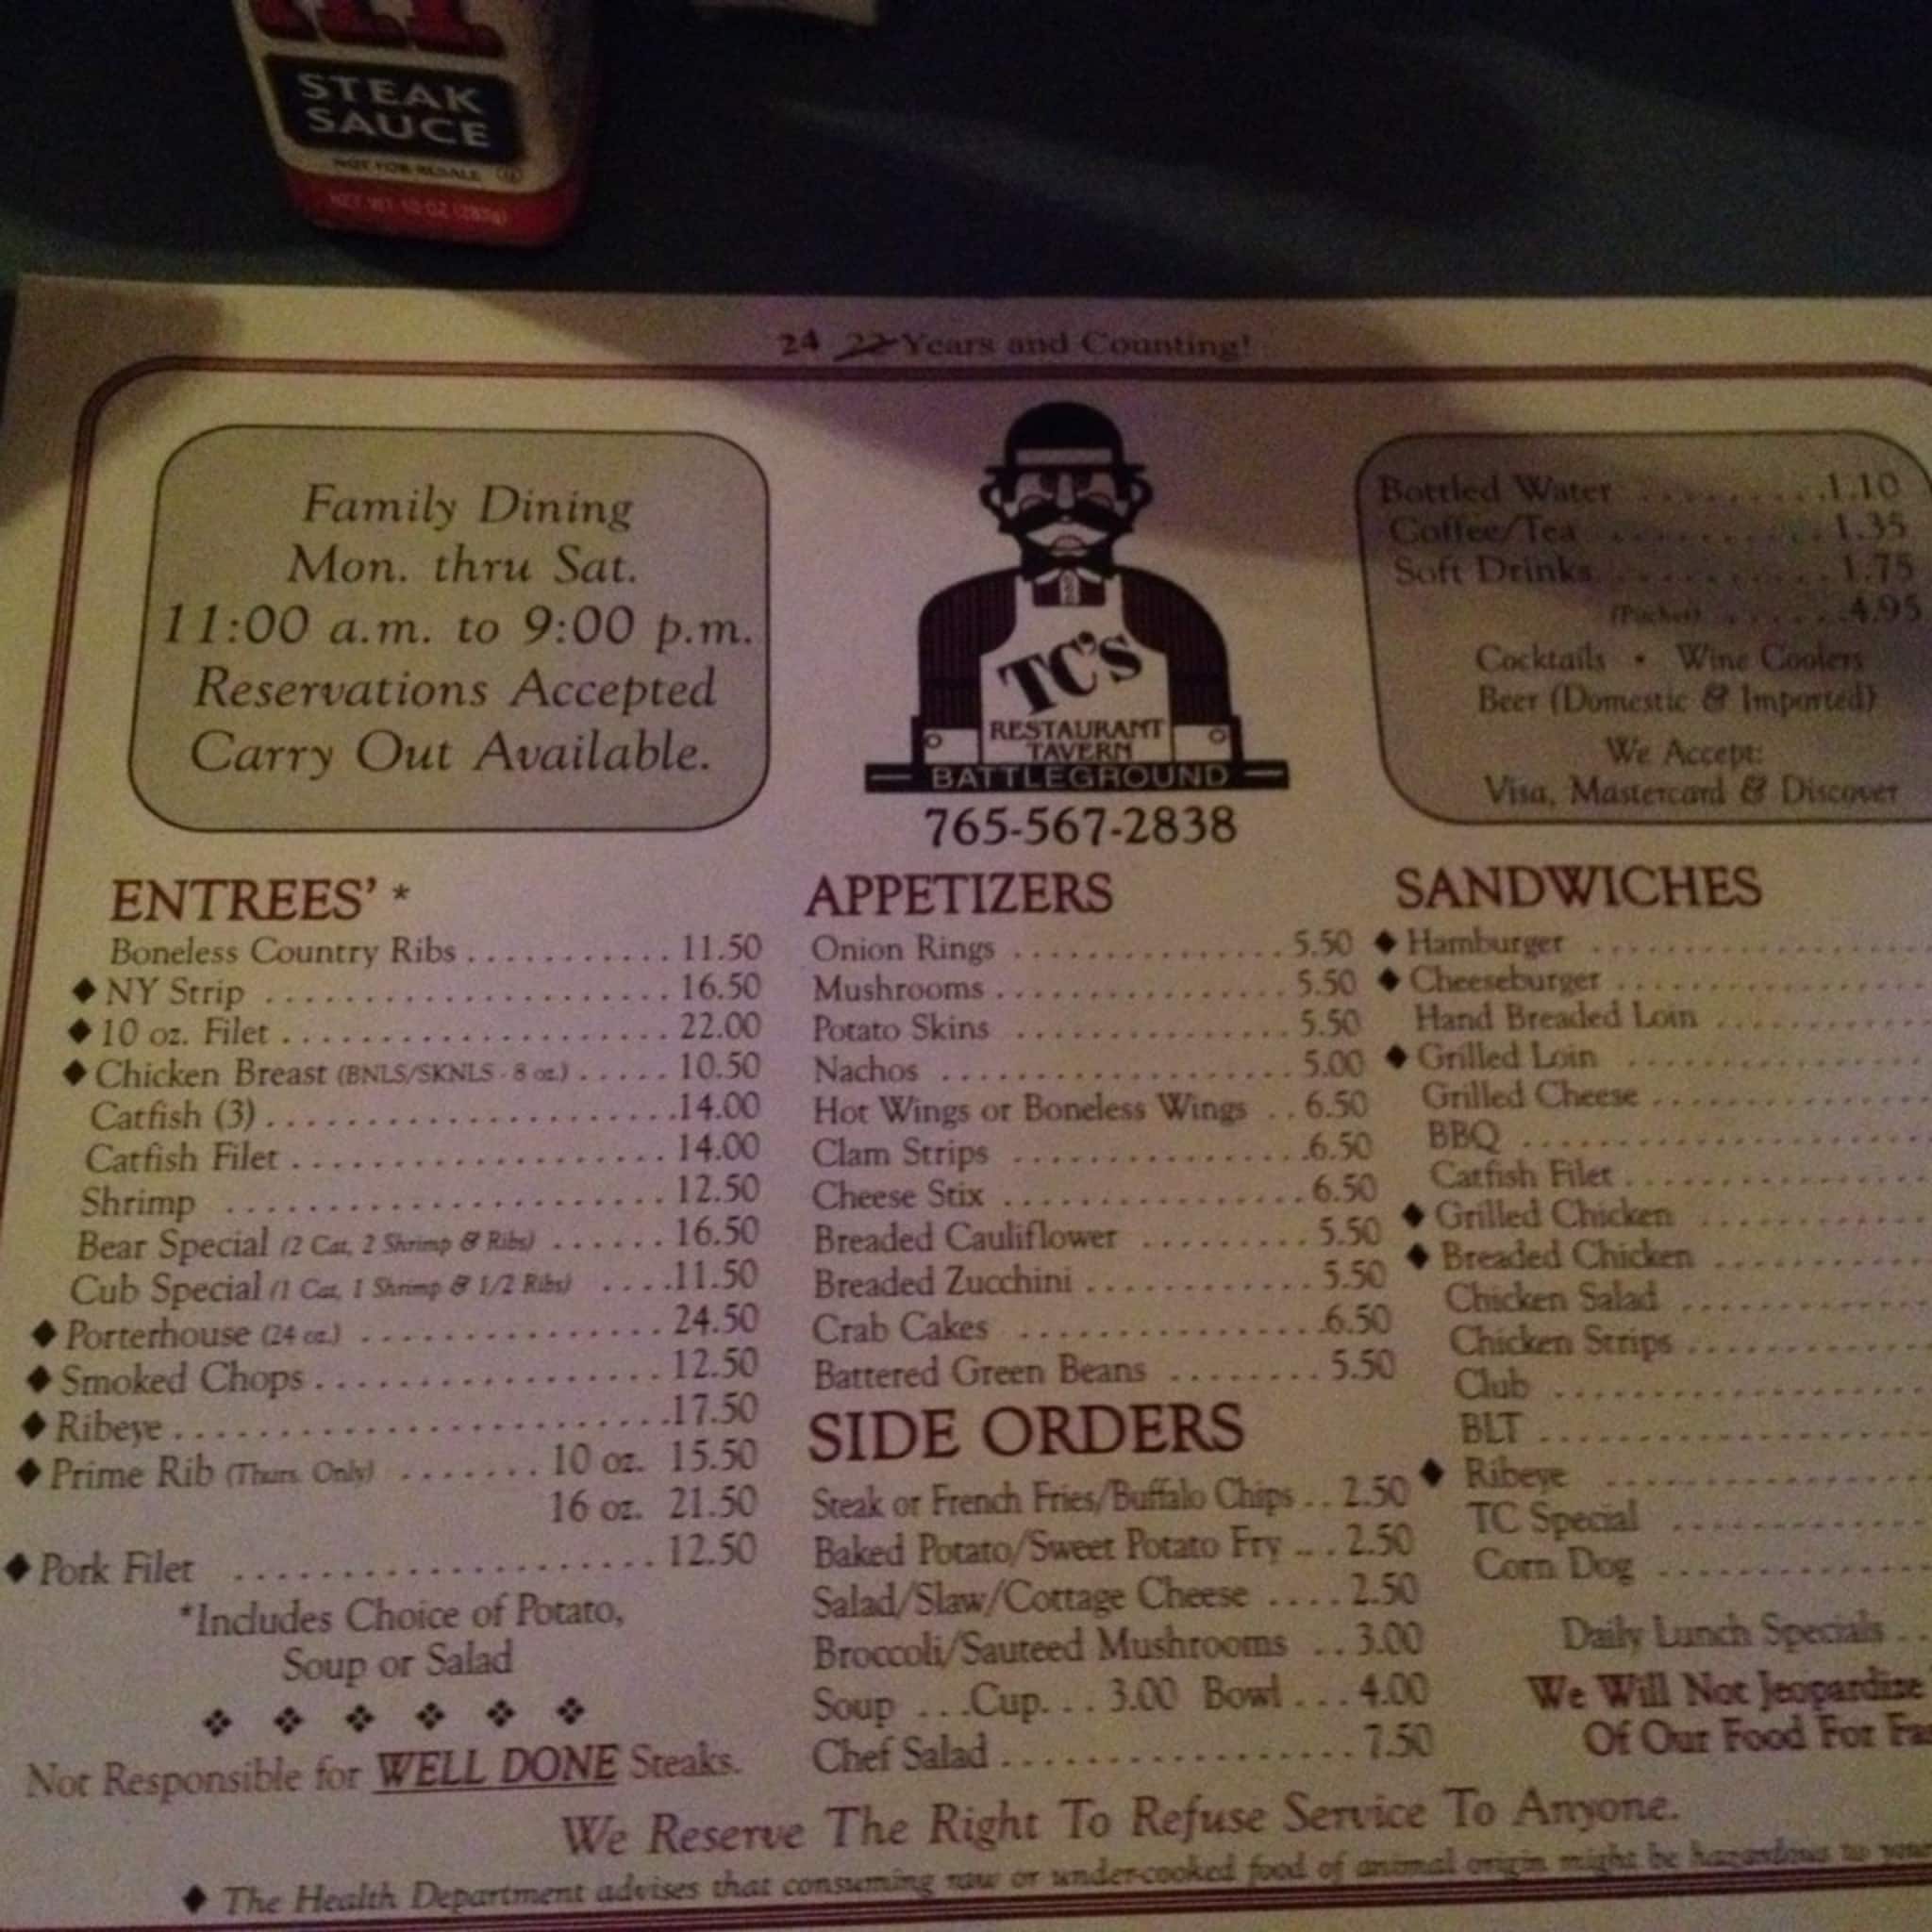 STEAK
SAUCE
NOT FOR RESALE
NET WT 10 OZ (283g)
24 22 Years and Counting!
Family Dining
Mon. thru Sat.
11:00 a.m. to 9:00 p.m.
Reservations Accepted
Carry Out Available.
TC's
RESTAURANT
TAVERN
BATTLEGROUND
765-567-2838
Bottled Water .........1.10
Coffee/Tea ...........1.35
Soft Drinks...........1.75
(Pitcher) .......4.95
Cocktails • Wine Coolers
Beer (Domestic & Imported)
We Accept:
Visa, Mastercard & Discover
ENTREES' *
Boneless Country Ribs ........... 11.50
◆ NY Strip .................... 16.50
◆ 10 oz. Filet ................... 22.00
◆ Chicken Breast (BNLS/SKNLS - 8 oz.) ..... 10.50
Catfish (3) .................... 14.00
Catfish Filet ................... 14.00
Shrimp ...................... 12.50
Bear Special (2 Cat, 2 Shrimp & Ribs) ...... 16.50
Cub Special (1 Cat, 1 Shrimp & 1/2 Ribs) ....11.50
◆ Porterhouse (24 oz.) ............... 24.50
◆ Smoked Chops ................. 12.50
◆ Ribeye ........................17.50
◆ Prime Rib (Thurs. Only) ....... 10 oz. 15.50
16 oz. 21.50
◆ Pork Filet ..................... 12.50
*Includes Choice of Potato,
Soup or Salad
❖ ❖ ❖ ❖ ❖ ❖
Not Responsible for WELL DONE Steaks.
APPETIZERS
Onion Rings ................ 5.50
Mushrooms ................. 5.50
Potato Skins ................ 5.50
Nachos .................... 5.00
Hot Wings or Boneless Wings .. 6.50
Clam Strips .................6.50
Cheese Stix ................. 6.50
Breaded Cauliflower .......... 5.50
Breaded Zucchini ............. 5.50
Crab Cakes .................6.50
Battered Green Beans ......... 5.50
SIDE ORDERS
Steak or French Fries/Buffalo Chips .. 2.50
Baked Potato/Sweet Potato Fry ... 2.50
Salad/Slaw/Cottage Cheese .... 2.50
Broccoli/Sauteed Mushrooms .. 3.00
Soup ...Cup... 3.00 Bowl ... 4.00
Chef Salad .................. 7.50
SANDWICHES
◆ Hamburger ..................
◆ Cheeseburger .................
Hand Breaded Loin ............
◆ Grilled Loin .................
Grilled Cheese ................
BBQ ......................
Catfish Filet .................
◆ Grilled Chicken ..............
◆ Breaded Chicken .............
Chicken Salad ...............
Chicken Strips ...............
Club .....................
BLT ......................
◆ Ribeye ...................
TC Special ................
Corn Dog .................
Daily Lunch Specials ..
We Will Not Jeopardize
Of Our Food For
We Reserve The Right To Refuse Service To Anyone.
◆ The Health Department advises that consuming raw or under-cooked food of animal origin might be hazardous to